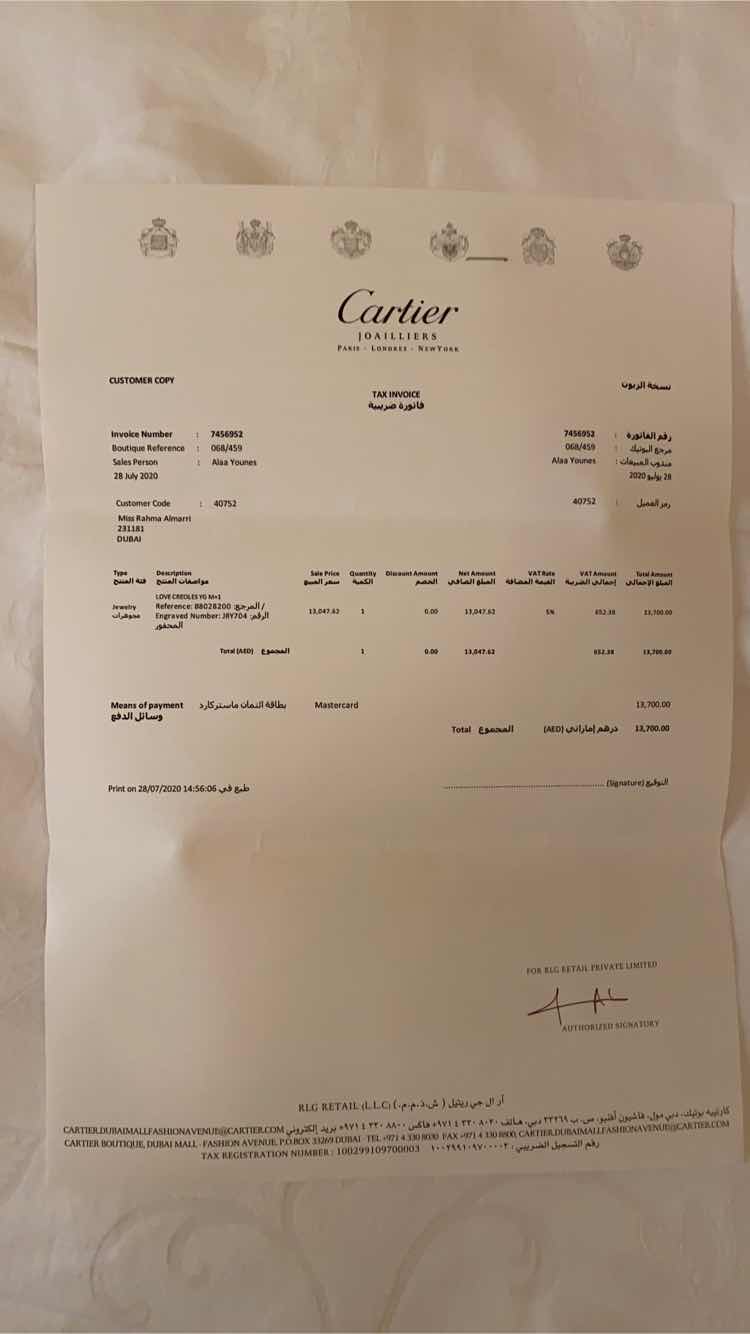 Cartier
JOAILLIERS
PARIS - LONDRES - NEWYORK
CUSTOMER COPY نسخة الزبون
TAX INVOICE
فاتورة ضريبية
Invoice Number : 7456952 7456952 : رقم الفاتورة
Boutique Reference : 068/459 068/459 : مرجع البوتيك
Sales Person : Alaa Younes Alaa Younes : مندوب المبيعات
28 July 2020 28 يوليو 2020
Customer Code : 40752 40752 : رمز العميل
Miss Rahma Almarri
231181
DUBAI
Type Description Sale Price Quantity Discount Amount Net Amount VAT Rate VAT Amount Total Amount
فئة المنتج مواصفات المنتج سعر المبيع الكمية الخصم المبلغ الصافي القيمة المضافة إجمالي الضريبة المبلغ الإجمالي
LOVE CREOLES YG M+1
Jewelry Reference: B8028200 المرجع: / 13,047.62 1 0.00 13,047.62 5% 652.38 13,700.00
مجوهرات Engraved Number: JRY704 الرقم:
المحفور
Total (AED) المجموع 1 0.00 13,047.62 652.38 13,700.00
Means of payment بطاقة ائتمان ماستركارد Mastercard 13,700.00
وسائل الدفع
Total المجموع درهم إماراتي (AED) 13,700.00
Print on 28/07/2020 14:56:06 طبع في
(Signature) التوقيع
FOR RLG RETAIL PRIVATE LIMITED
AUTHORIZED SIGNATORY
RLG RETAIL (L.L.C) آر ال جي ريتيل ( ش.ذ.م.م.)
كارتييه بوتيك، دبي مول، فاشيون أفنيو، ص.ب ٣٣٢٦٩ دبي، هاتف ٨٠٣٠ ٣٣٠ ٤ ٩٧١+ فاكس ٨٨٠٠ ٣٣٠ ٤ ٩٧١+ بريد إلكتروني CARTIER.DUBAIMALLFASHIONAVENUE@CARTIER.COM
CARTIER BOUTIQUE, DUBAI MALL - FASHION AVENUE, P.O.BOX 33269 DUBAI - TEL +971 4 330 8030 FAX +971 4 330 8800, CARTIER.DUBAIMALLFASHIONAVENUE@CARTIER.COM
TAX REGISTRATION NUMBER : 100299109700003 رقم التسجيل الضريبي : ١٠٠٢٩٩١٠٩٧٠٠٠٠٣